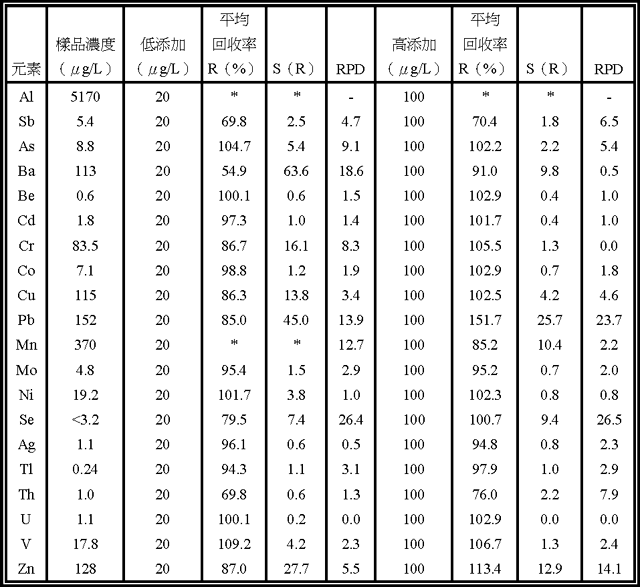 元素 樣品濃度（μg/L） 低添加（μg/L） 平均回收率 R（%） S（R） RPD 高添加（μg/L） 平均回收率 R（%） S（R） RPD
Al 5170 20 * * - 100 * * -
Sb 5.4 20 69.8 2.5 4.7 100 70.4 1.8 6.5
As 8.8 20 104.7 5.4 9.1 100 102.2 2.2 5.4
Ba 113 20 54.9 63.6 18.6 100 91.0 9.8 0.5
Be 0.6 20 100.1 0.6 1.5 100 102.9 0.4 1.0
Cd 1.8 20 97.3 1.0 1.4 100 101.7 0.4 1.0
Cr 83.5 20 86.7 16.1 8.3 100 105.5 1.3 0.0
Co 7.1 20 98.8 1.2 1.9 100 102.9 0.7 1.8
Cu 115 20 86.3 13.8 3.4 100 102.5 4.2 4.6
Pb 152 20 85.0 45.0 13.9 100 151.7 25.7 23.7
Mn 370 20 * * 12.7 100 85.2 10.4 2.2
Mo 4.8 20 95.4 1.5 2.9 100 95.2 0.7 2.0
Ni 19.2 20 101.7 3.8 1.0 100 102.3 0.8 0.8
Se <3.2 20 79.5 7.4 26.4 100 100.7 9.4 26.5
Ag 1.1 20 96.1 0.6 0.5 100 94.8 0.8 2.3
Tl 0.24 20 94.3 1.1 3.1 100 97.9 1.0 2.9
Th 1.0 20 69.8 0.6 1.3 100 76.0 2.2 7.9
U 1.1 20 100.1 0.2 0.0 100 102.9 0.0 0.0
V 17.8 20 109.2 4.2 2.3 100 106.7 1.3 2.4
Zn 128 20 87.0 27.7 5.5 100 113.4 12.9 14.1